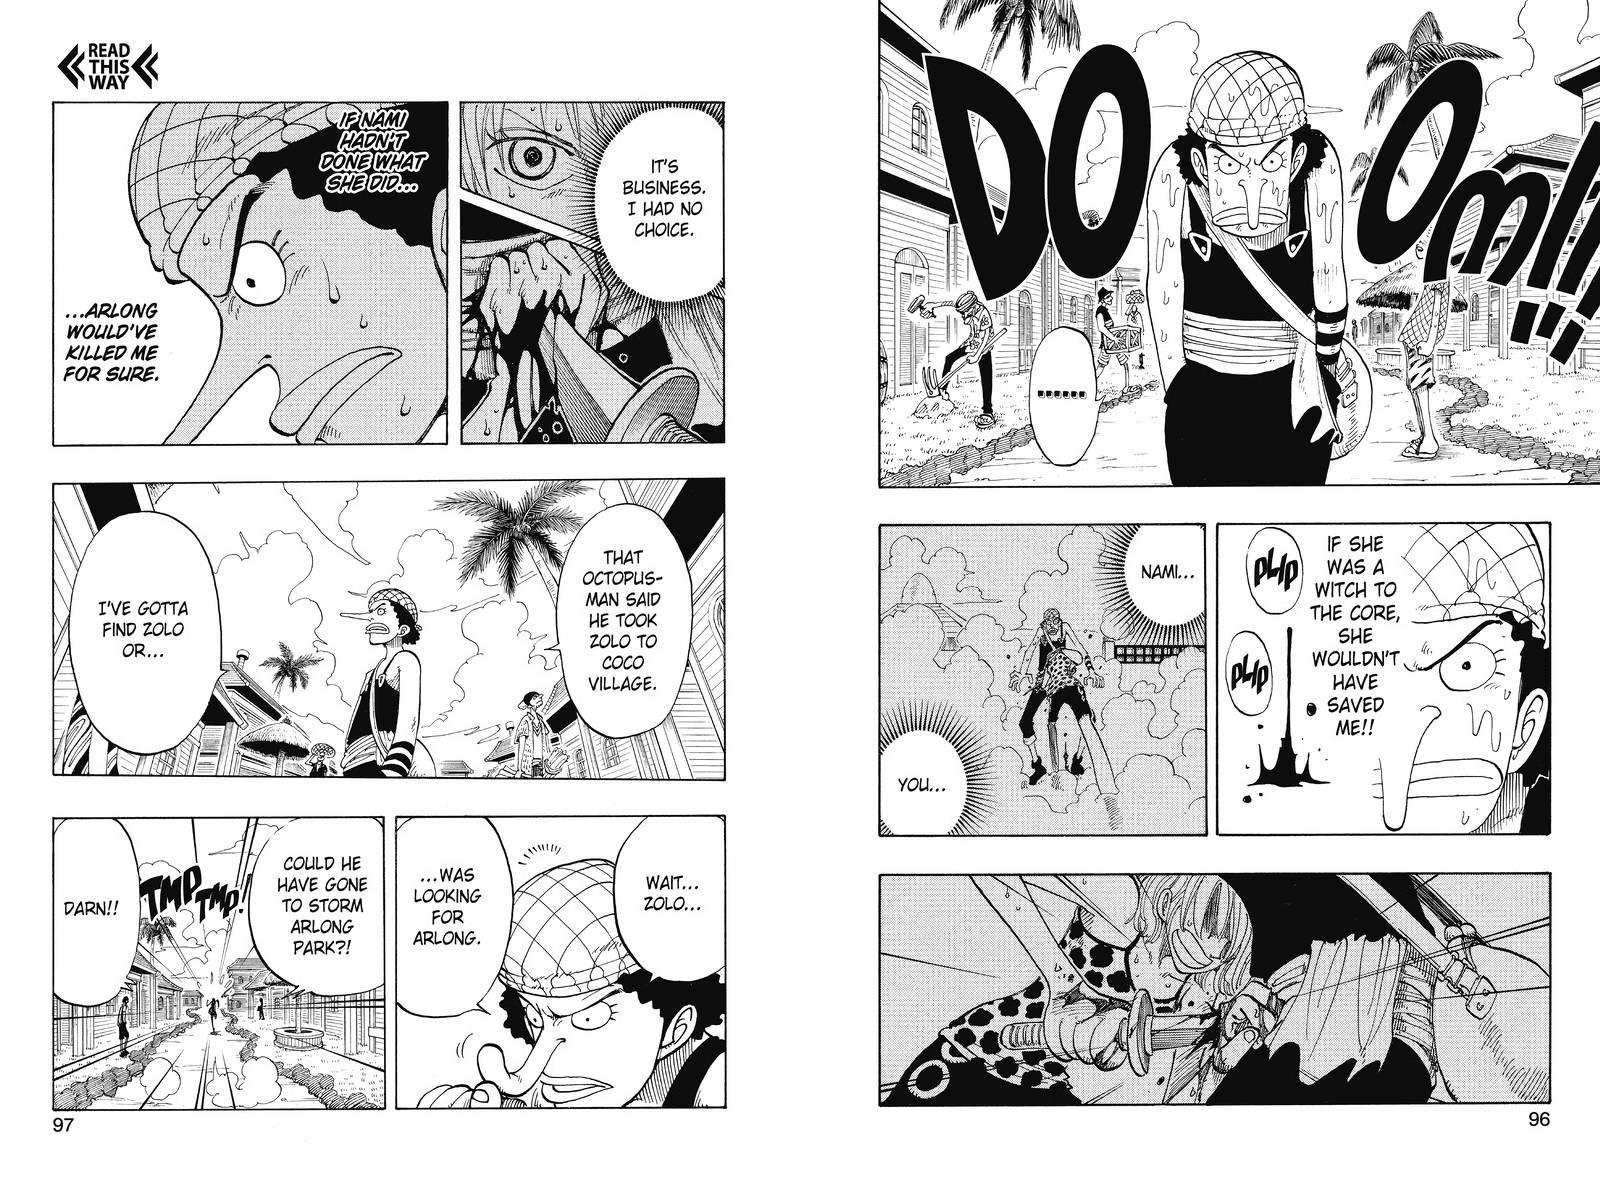 DOOM!!!
......
IF SHE
WAS A
WITCH TO
THE CORE,
SHE
WOULDN'T
HAVE
SAVED
ME!!
PLIP
PLIP
NAMI...
YOU...
96
READ
THIS
WAY
IT'S
BUSINESS.
I HAD NO
CHOICE.
IF NAMI
HADN'T
DONE WHAT
SHE DID...
...ARLONG
WOULD'VE
KILLED ME
FOR SURE.
THAT
OCTOPUS-
MAN SAID
HE TOOK
ZOLO TO
COCO
VILLAGE.
I'VE GOTTA
FIND ZOLO
OR...
WAIT...
ZOLO...
...WAS
LOOKING
FOR
ARLONG.
COULD HE
HAVE GONE
TO STORM
ARLONG
PARK?!
TMP TMP!
DARN!!
97